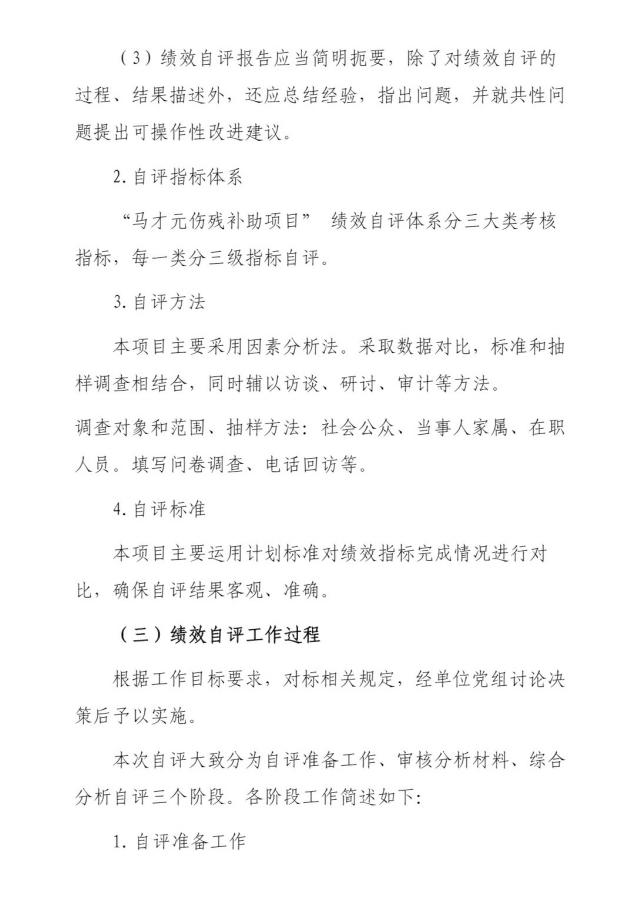 （3）绩效自评报告应当简明扼要，除了对绩效自评的
过程、结果描述外，还应总结经验，指出问题，并就共性问
题提出可操作性改进建议。
2.自评指标体系
“马才元伤残补助项目” 绩效自评体系分三大类考核
指标，每一类分三级指标自评。
3.自评方法
本项目主要采用因素分析法。采取数据对比，标准和抽
样调查相结合，同时辅以访谈、研讨、审计等方法。
调查对象和范围、抽样方法：社会公众、当事人家属、在职
人员。填写问卷调查、电话回访等。
4.自评标准
本项目主要运用计划标准对绩效指标完成情况进行对
比，确保自评结果客观、准确。
（三）绩效自评工作过程
根据工作目标要求，对标相关规定，经单位党组讨论决
策后予以实施。
本次自评大致分为自评准备工作、审核分析材料、综合
分析自评三个阶段。各阶段工作简述如下：
1.自评准备工作